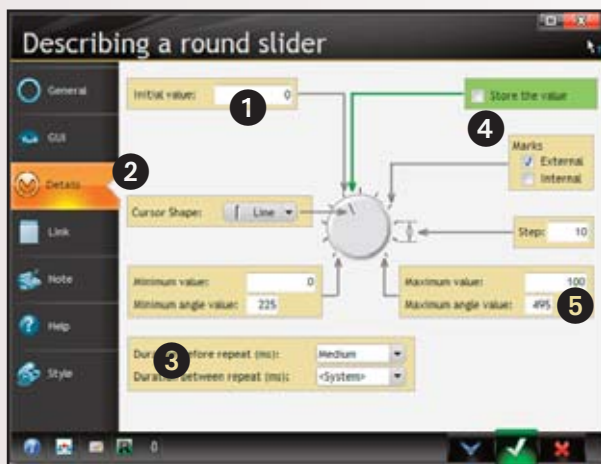 Describing a round slider
General
GUI
Details
Link
Note
Help
Style
Initial value: 0
1
Store the value
4
Marks
External
Internal
2
Cursor Shape: Line
Step: 10
Minimum value: 0
Minimum angle value: 225
Maximum value: 100
Maximum angle value: 495
5
3
before repeat (ms): Medium
between repeat (ms): <System>
0